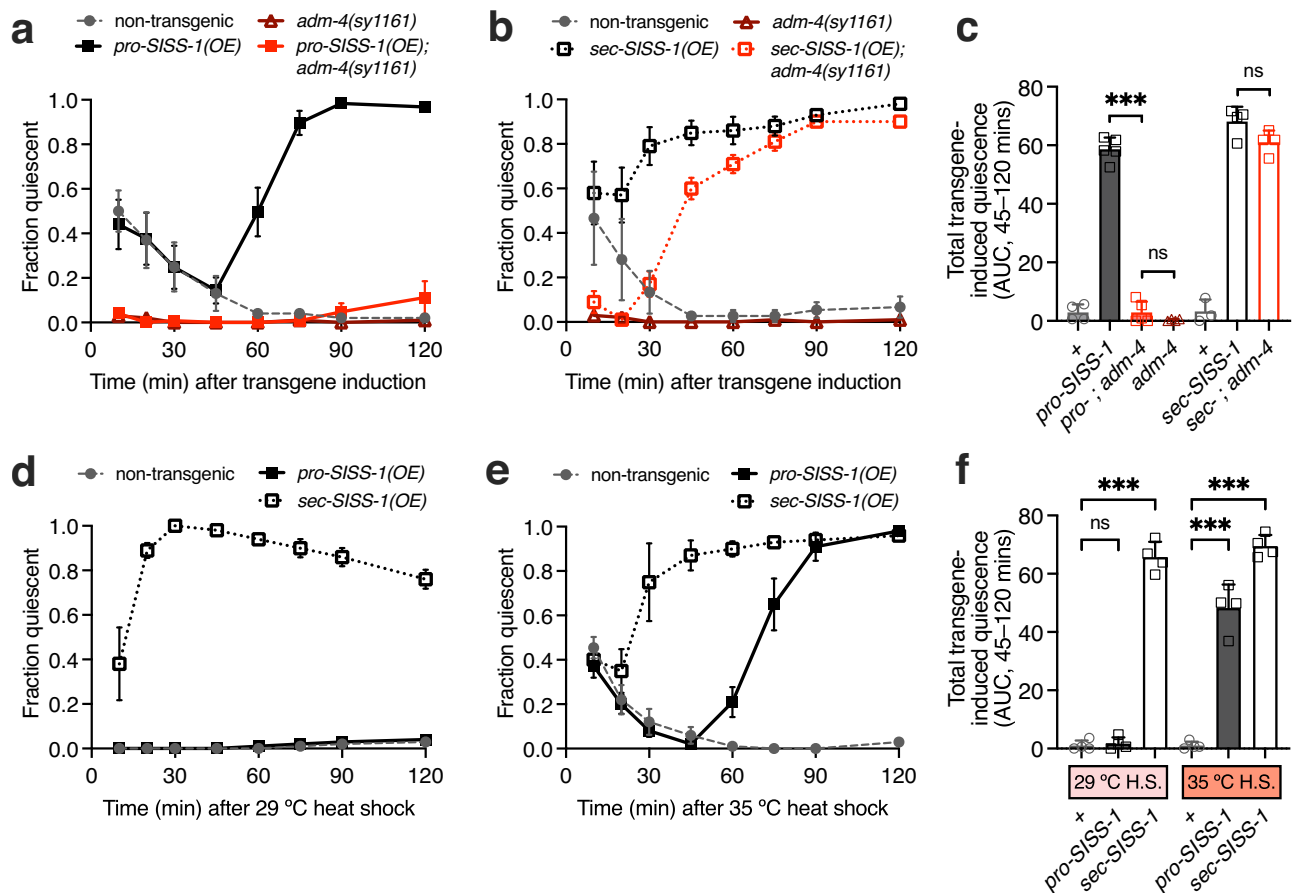 a
non-transgenic
adm-4(sy1161)
pro-SISS-1(OE)
pro-SISS-1(OE);
adm-4(sy1161)
Fraction quiescent
1.0
0.8
0.6
0.4
0.2
0.0
0
30
60
90
120
Time (min) after transgene induction
b
non-transgenic
adm-4(sy1161)
sec-SISS-1(OE)
sec-SISS-1(OE);
adm-4(sy1161)
Fraction quiescent
1.0
0.8
0.6
0.4
0.2
0.0
0
30
60
90
120
Time (min) after transgene induction
c
Total transgene-
induced quiescence
(AUC, 45–120 mins)
80
60
40
20
0
***
ns
ns
+
pro-SISS-1
pro- ; adm-4
adm-4
+
sec-SISS-1
sec- ; adm-4
d
non-transgenic
pro-SISS-1(OE)
sec-SISS-1(OE)
Fraction quiescent
1.0
0.8
0.6
0.4
0.2
0.0
0
30
60
90
120
Time (min) after 29 ºC heat shock
e
non-transgenic
pro-SISS-1(OE)
sec-SISS-1(OE)
Fraction quiescent
1.0
0.8
0.6
0.4
0.2
0.0
0
30
60
90
120
Time (min) after 35 ºC heat shock
f
Total transgene-
induced quiescence
(AUC, 45–120 mins)
80
60
40
20
0
***
ns
***
***
29 ºC H.S.
35 ºC H.S.
+
pro-SISS-1
sec-SISS-1
+
pro-SISS-1
sec-SISS-1